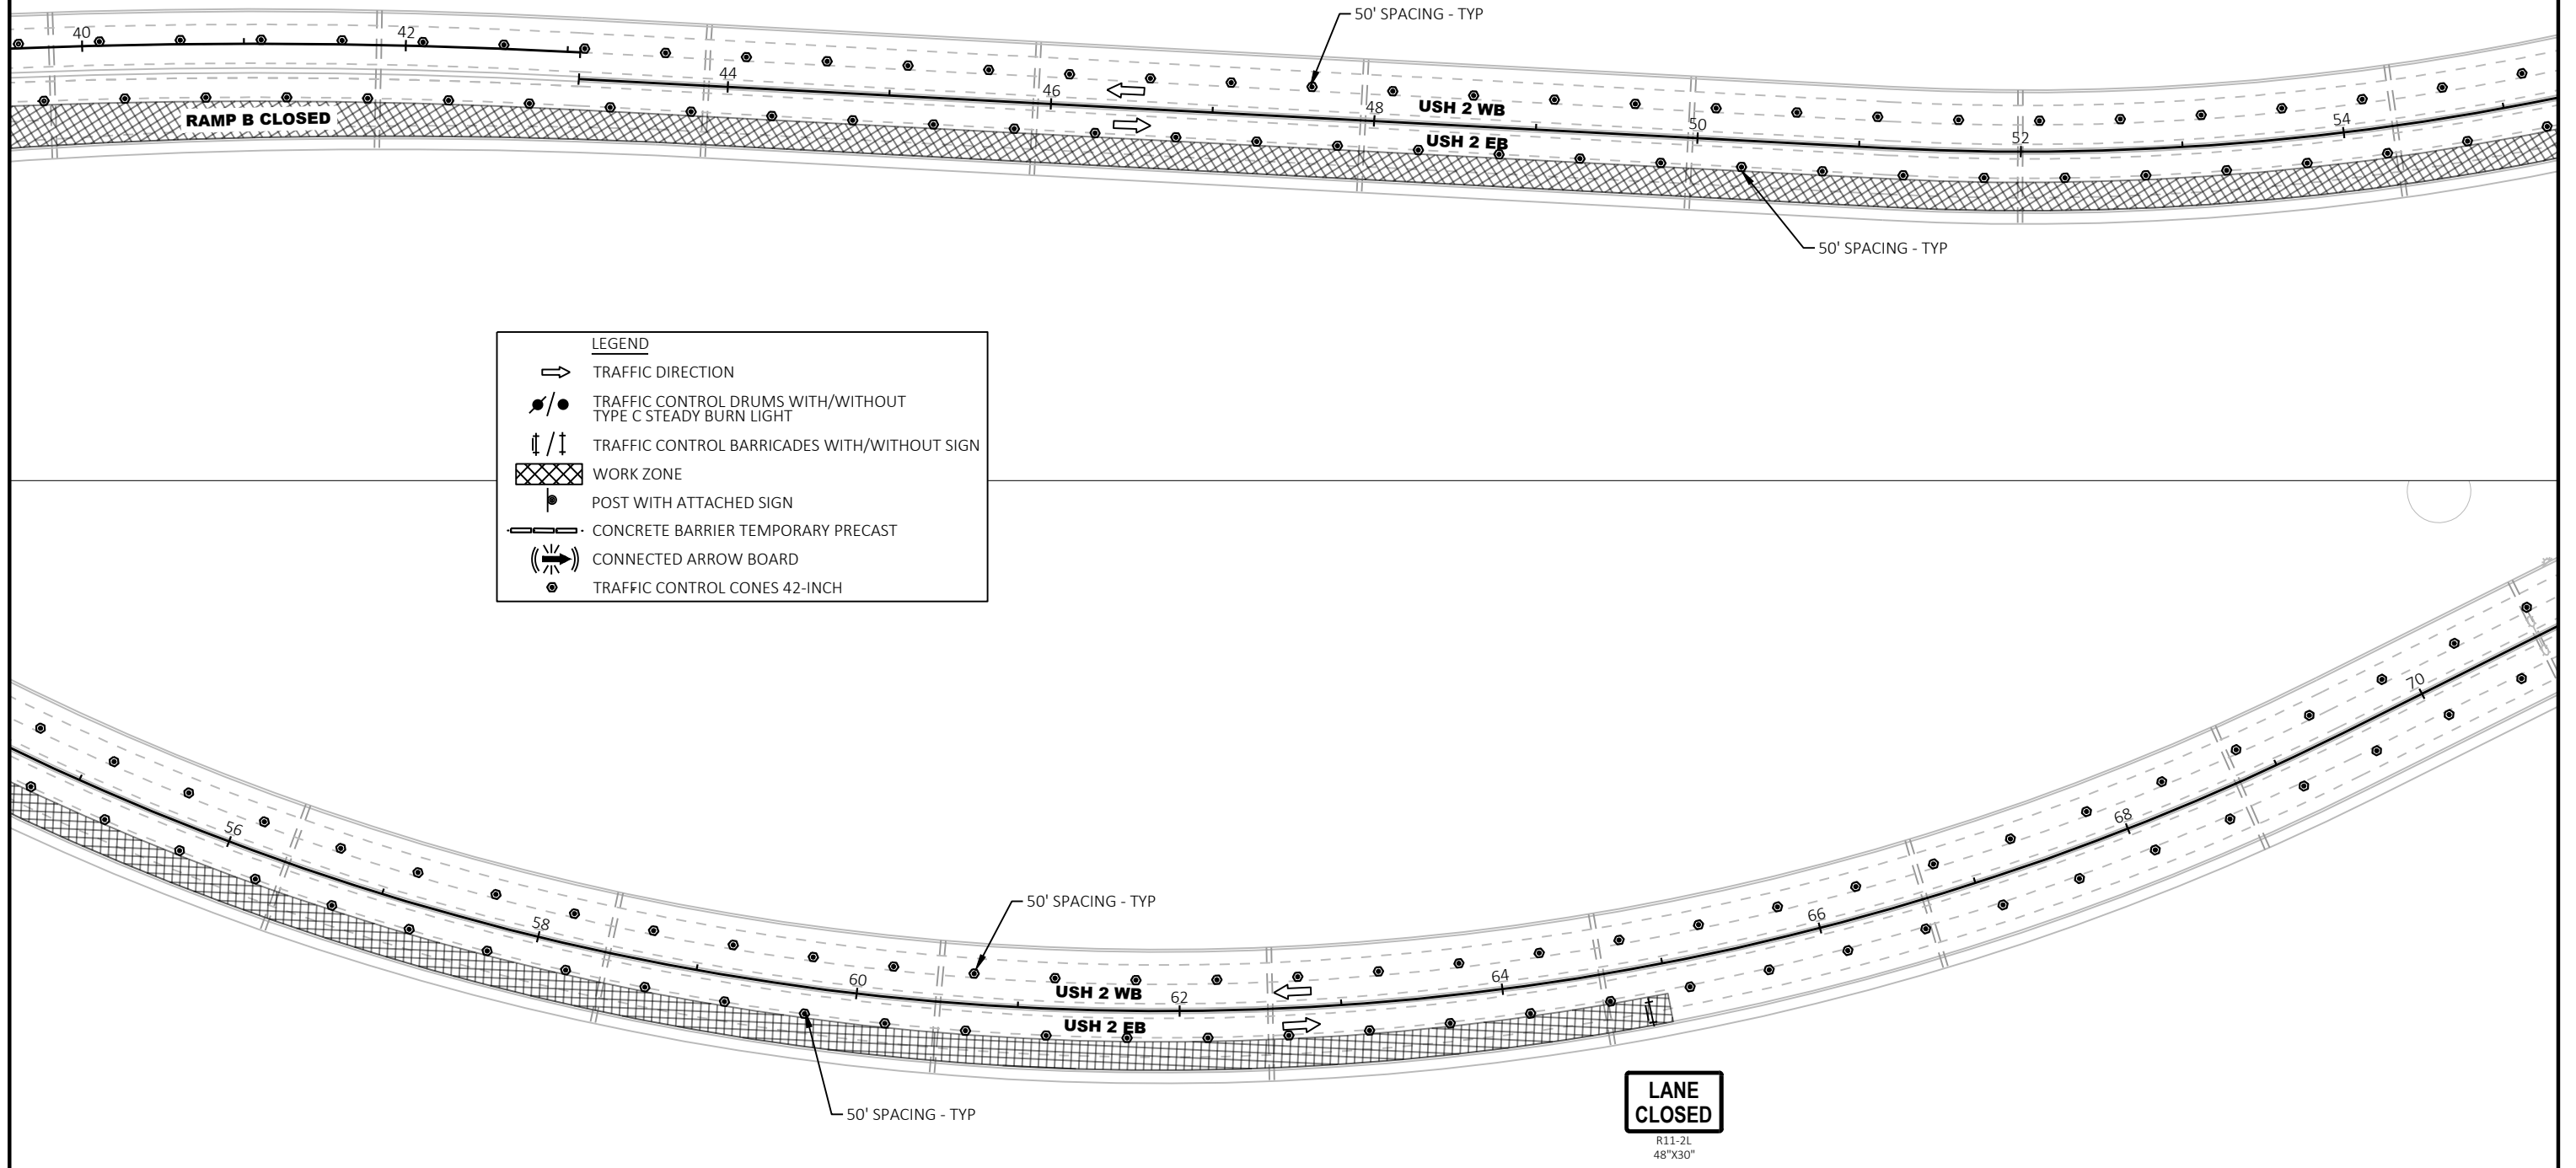 50' SPACING - TYP
40
42
44
46
48
50
52
54
USH 2 WB
USH 2 EB
RAMP B CLOSED
50' SPACING - TYP
LEGEND
TRAFFIC DIRECTION
TRAFFIC CONTROL DRUMS WITH/WITHOUT
TYPE C STEADY BURN LIGHT
TRAFFIC CONTROL BARRICADES WITH/WITHOUT SIGN
WORK ZONE
POST WITH ATTACHED SIGN
CONCRETE BARRIER TEMPORARY PRECAST
CONNECTED ARROW BOARD
TRAFFIC CONTROL CONES 42-INCH
56
58
60
62
64
66
68
70
50' SPACING - TYP
USH 2 WB
USH 2 EB
50' SPACING - TYP
LANE
CLOSED
R11-2L
48"X30"